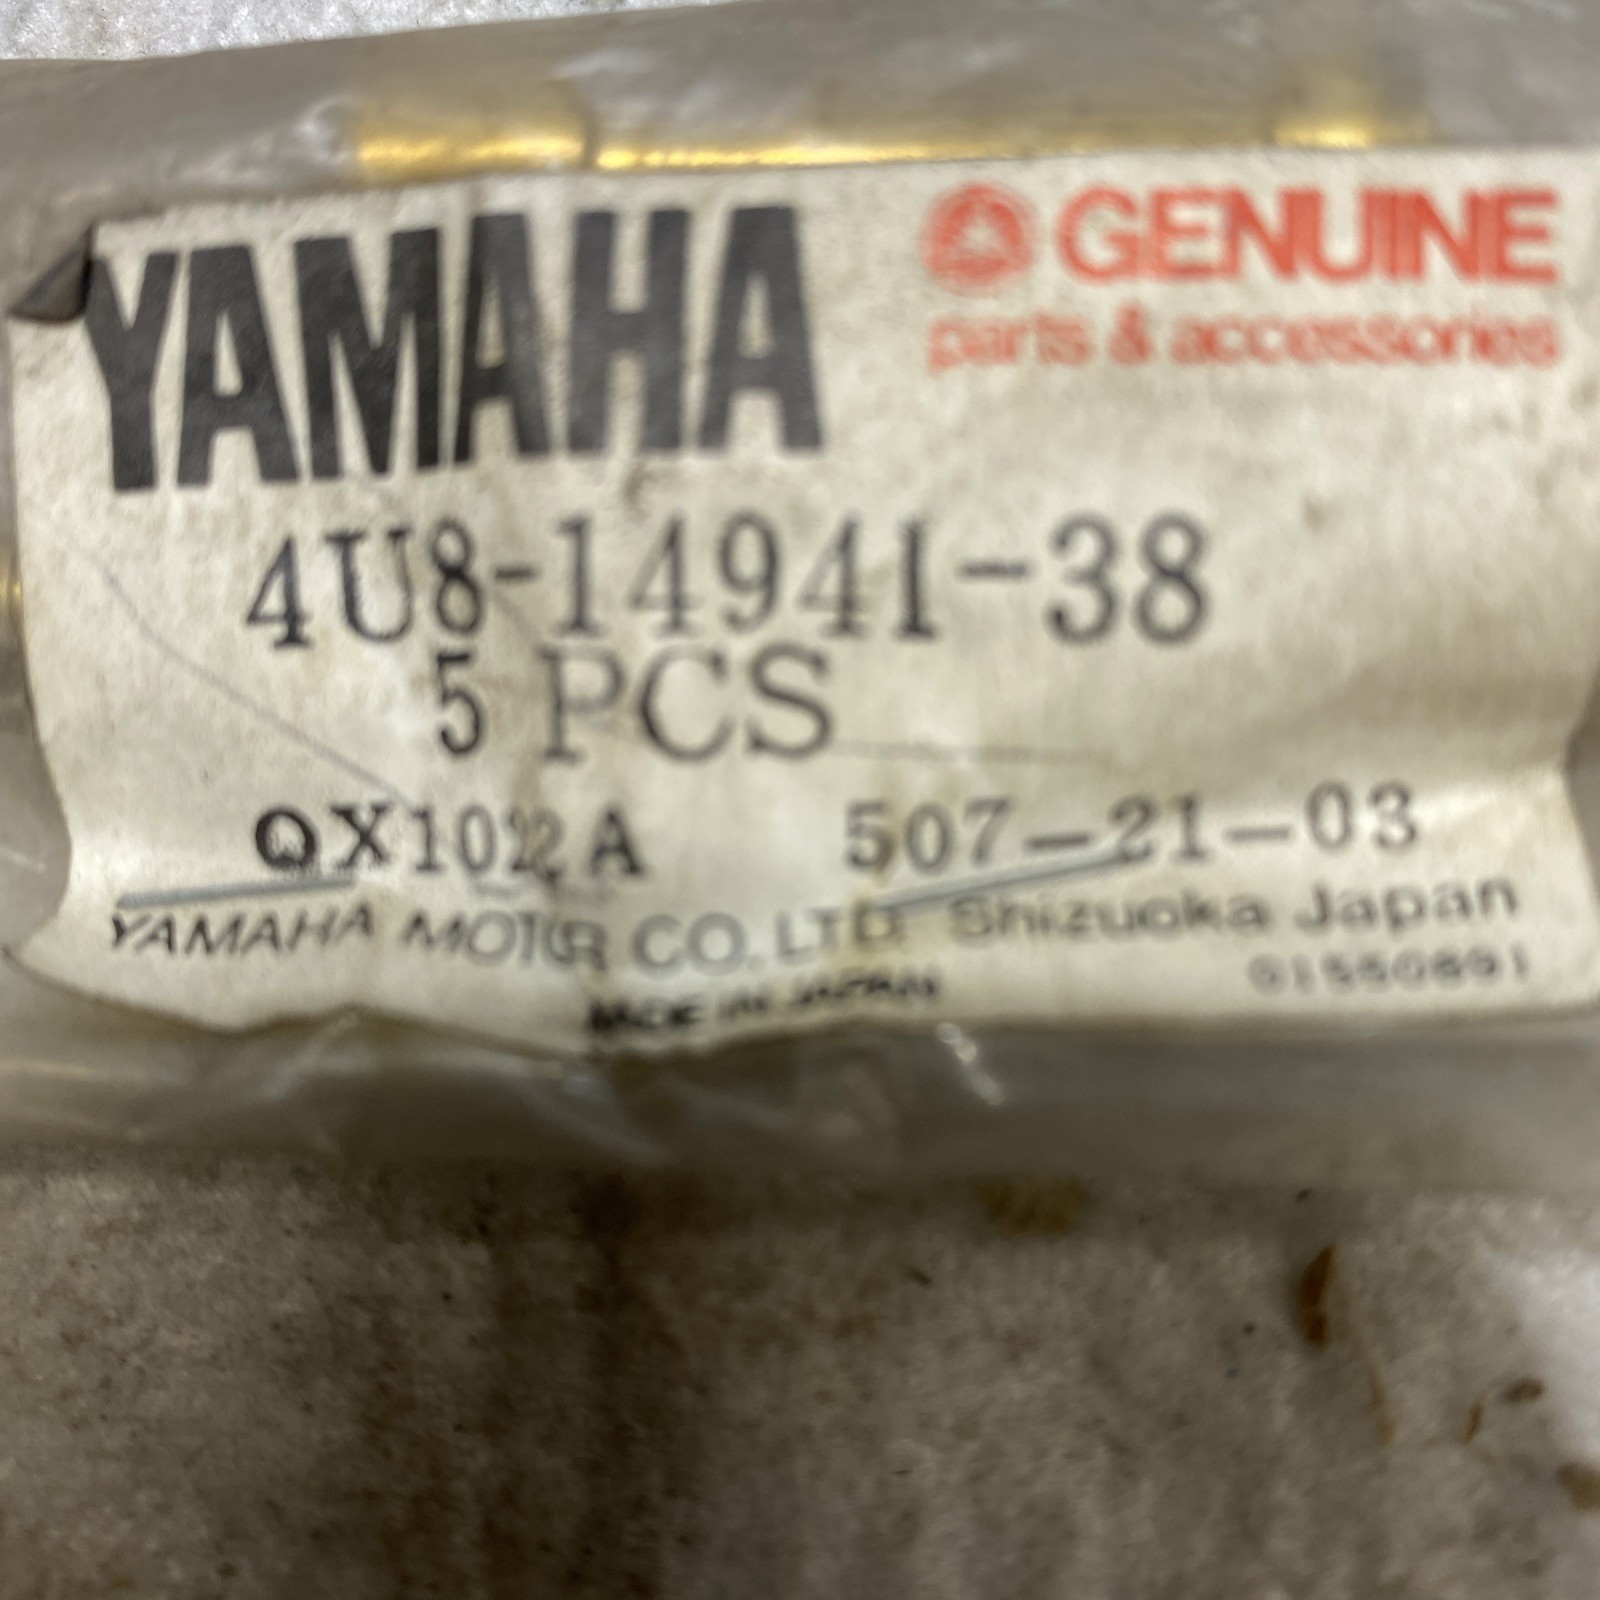 YAMAHA
GENUINE
parts & accessories
4U8-14941-38
5 PCS
QX1022A 507-21-03
YAMAHA MOTOR CO., LTD. Shizuoka Japan
MADE IN JAPAN